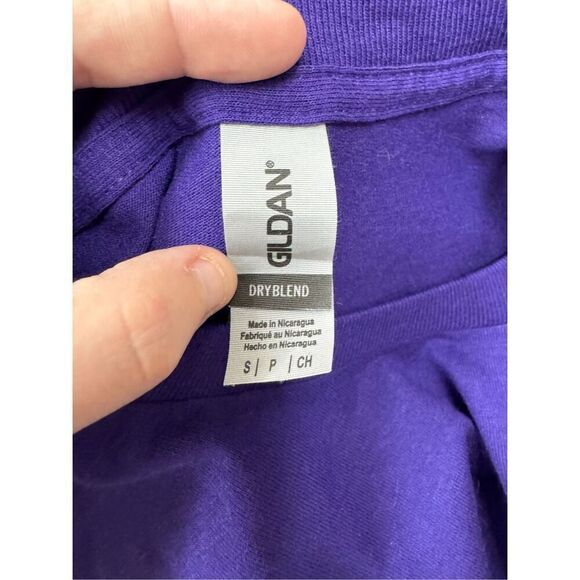 GILDAN®
DRYBLEND
Made in Nicaragua
Fabriqué au Nicaragua
Hecho en Nicaragua
S | P | CH